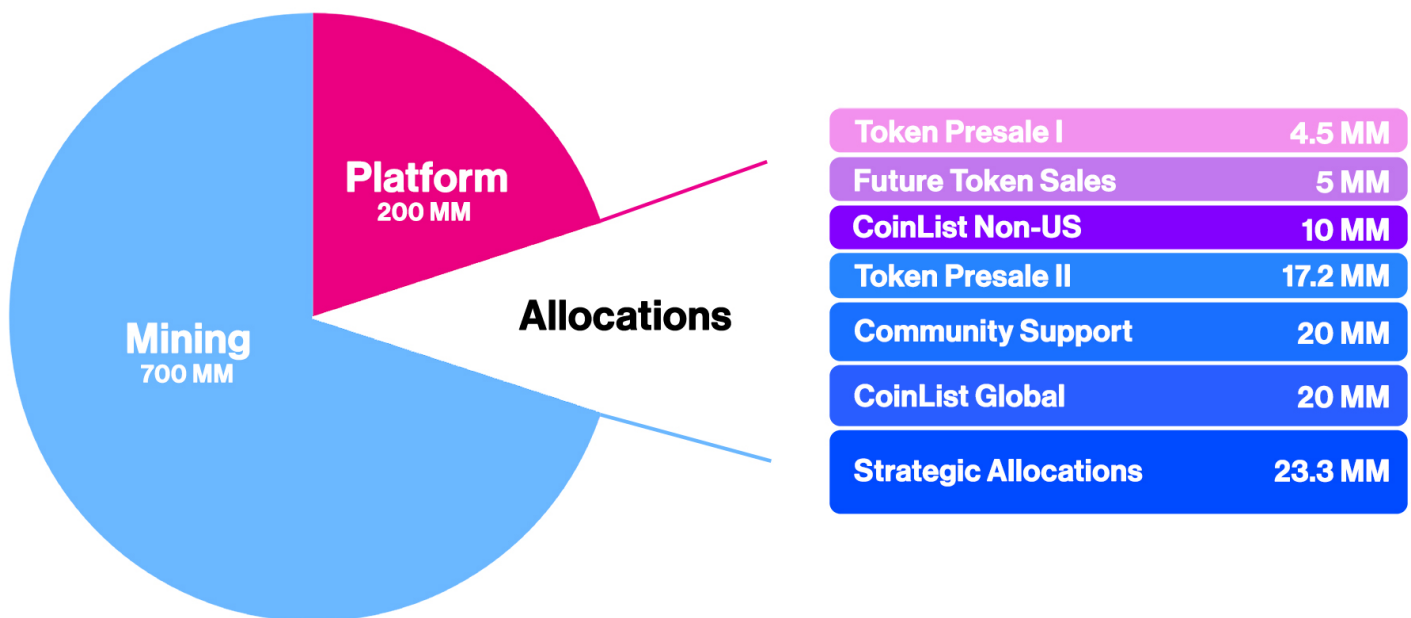 Platform
200 MM
Mining
700 MM
Allocations
Token Presale I 4.5 MM
Future Token Sales 5 MM
CoinList Non-US 10 MM
Token Presale II 17.2 MM
Community Support 20 MM
CoinList Global 20 MM
Strategic Allocations 23.3 MM